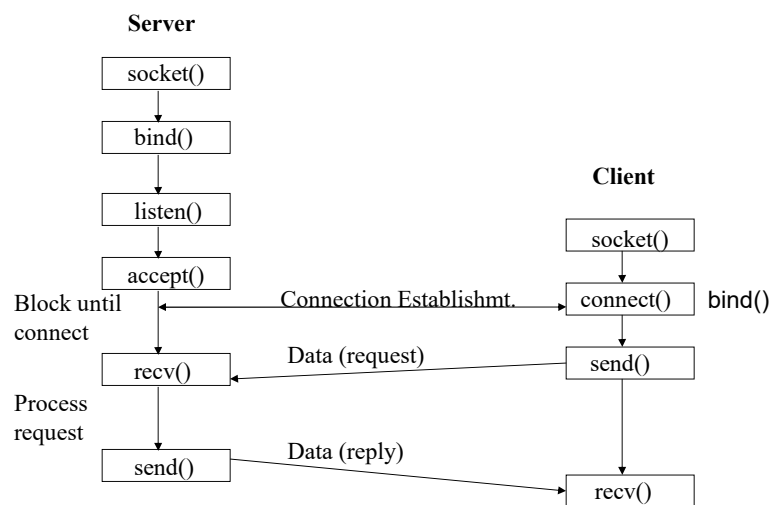 Server
socket()
bind()
listen()
accept()
Block until
connect
recv()
Process
request
send()
Connection Establishmt.
Data (request)
Data (reply)
Client
socket()
connect()
bind()
send()
recv()